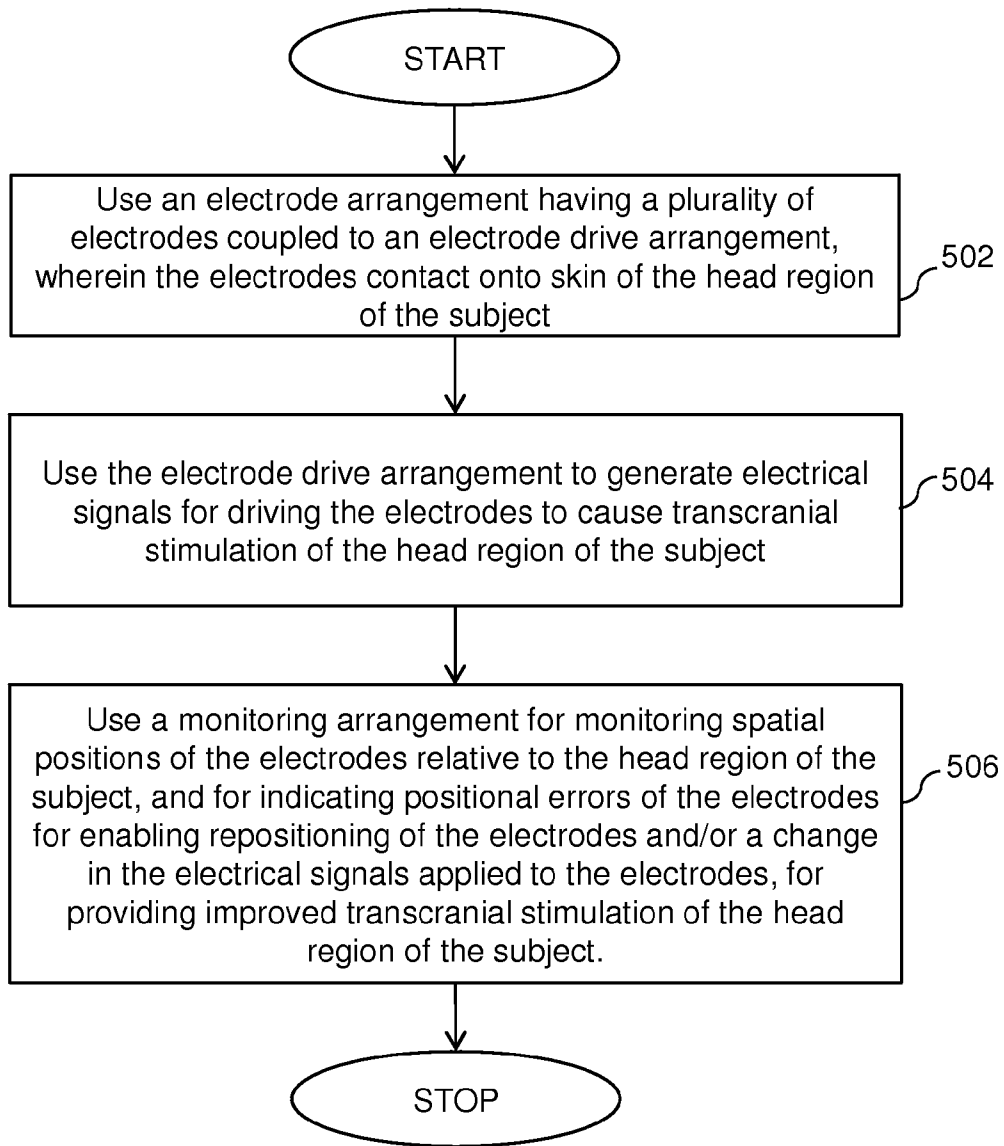 START
Use an electrode arrangement having a plurality of
electrodes coupled to an electrode drive arrangement,
wherein the electrodes contact onto skin of the head region
of the subject
502
Use the electrode drive arrangement to generate electrical
signals for driving the electrodes to cause transcranial
stimulation of the head region of the subject
504
Use a monitoring arrangement for monitoring spatial
positions of the electrodes relative to the head region of the
subject, and for indicating positional errors of the electrodes
for enabling repositioning of the electrodes and/or a change
in the electrical signals applied to the electrodes, for
providing improved transcranial stimulation of the head
region of the subject.
506
STOP